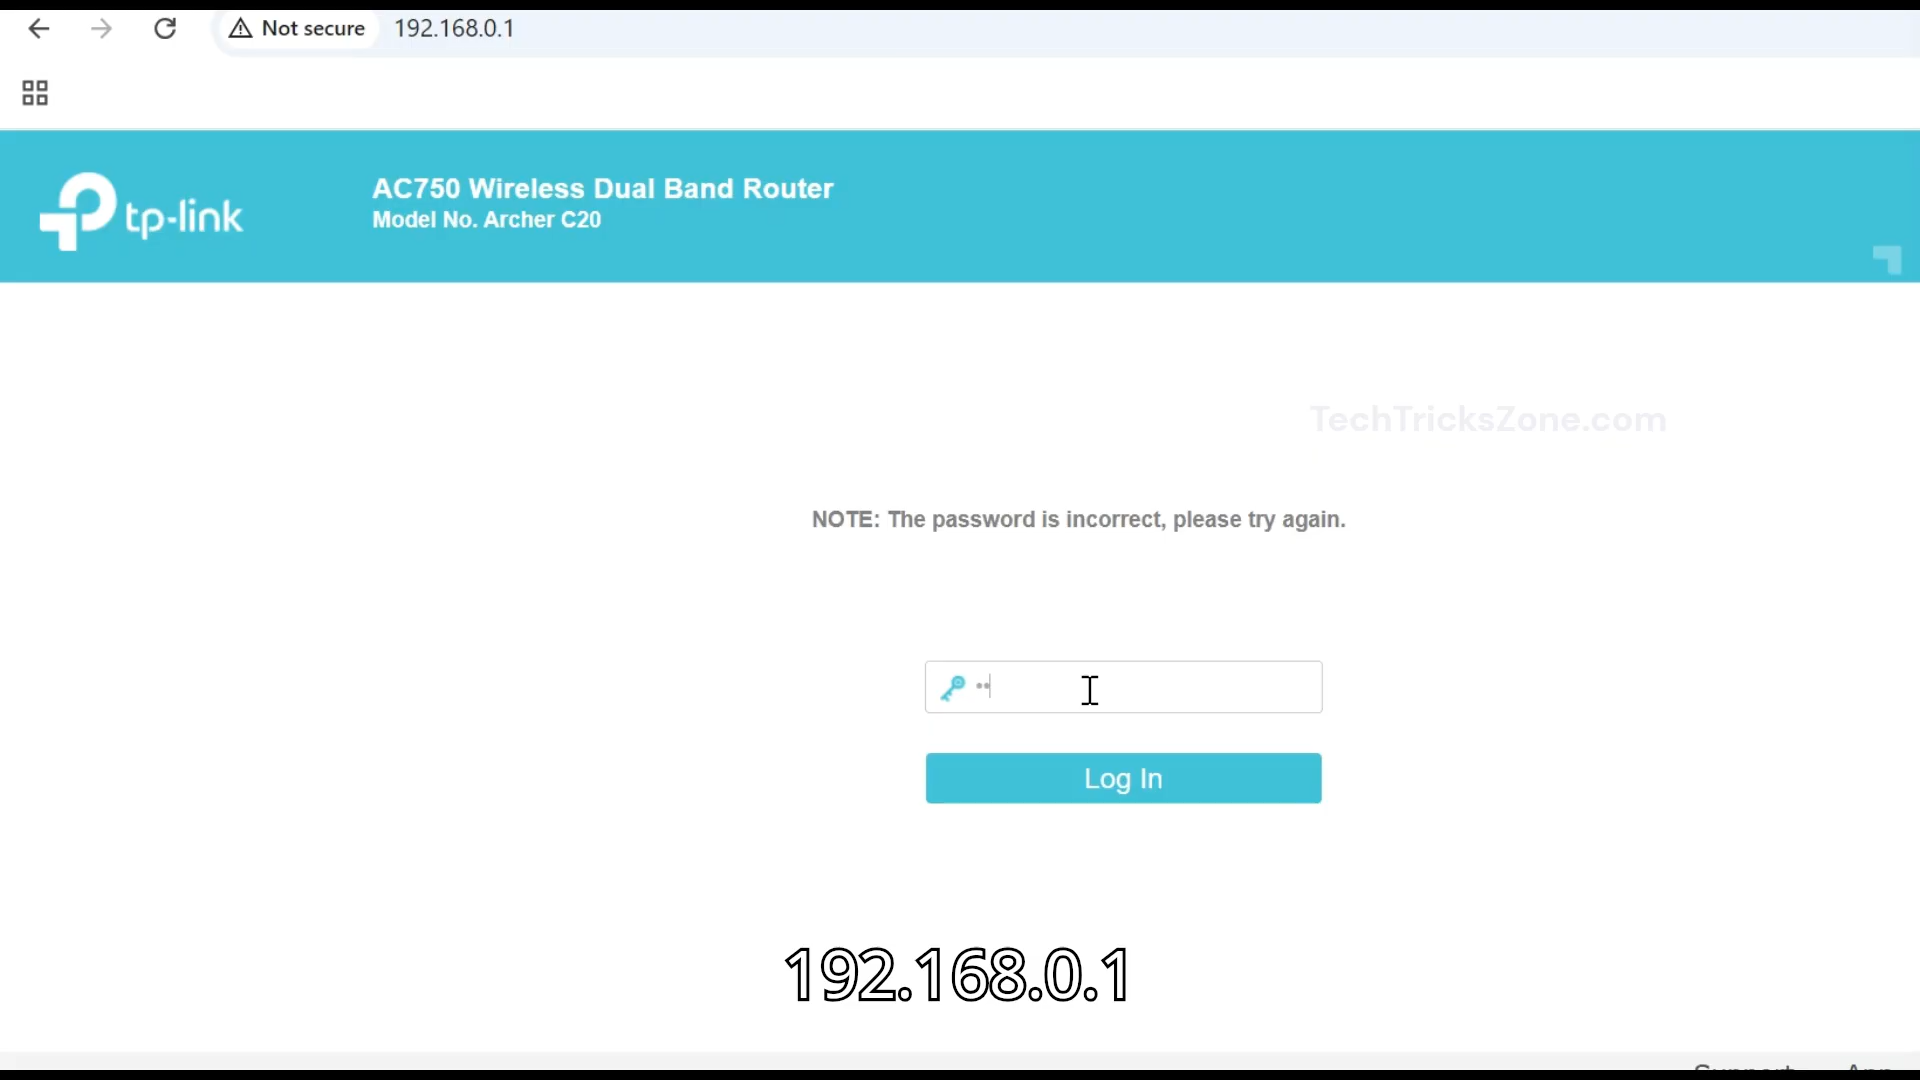 Not secure 192.168.0.1
tp-link
AC750 Wireless Dual Band Router
Model No. Archer C20
TechTricksZone.com
NOTE: The password is incorrect, please try again.
Log In
192.168.0.1